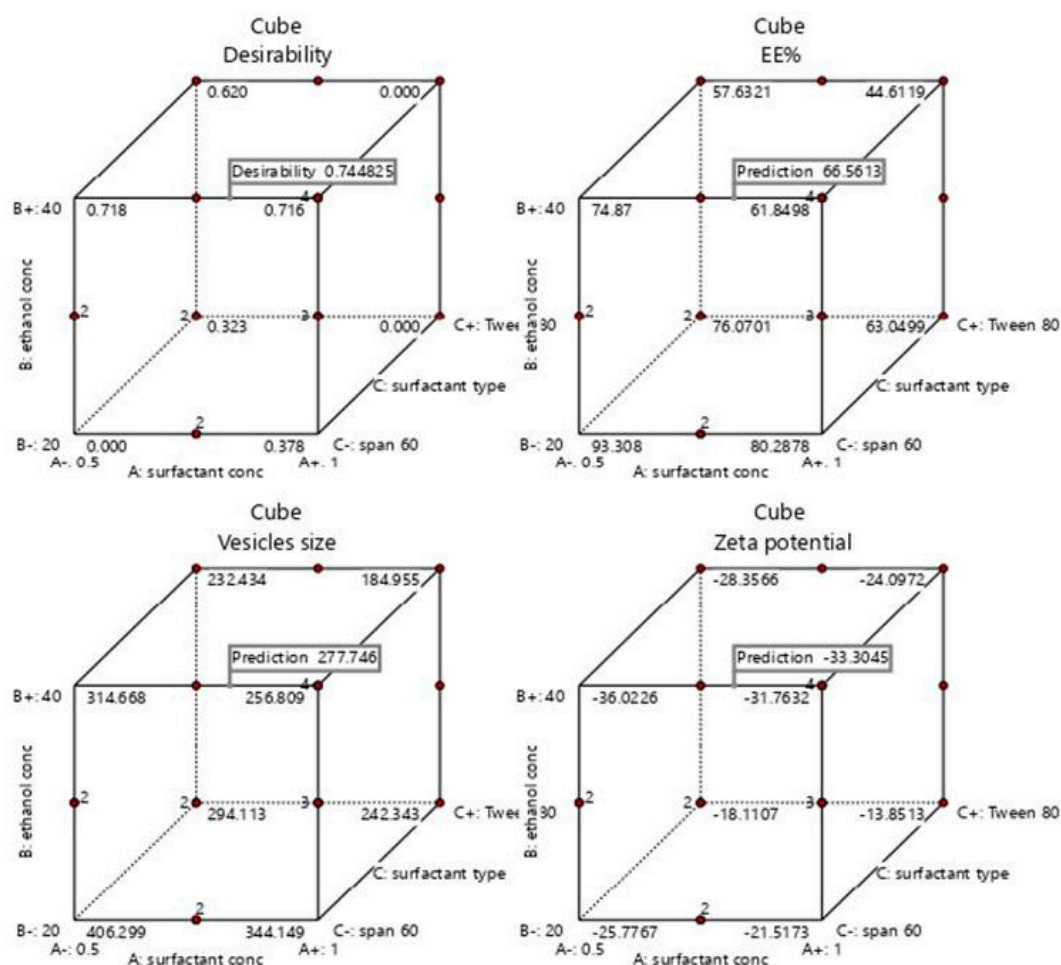 Cube
Desirability
0.620 0.000
Desirability 0.744825
B+: 40 0.718 0.716 4
B: ethanol conc
2 2 0.323 3 0.000 C+: Twee 80
C: surfactant type
2
B-: 20 0.000 0.378 C-: span 60
A-: 0.5 A+: 1
A: surfactant conc
Cube
EE%
57.6321 44.6119
Prediction 66.5613
B+: 40 74.87 61.8498 4
B: ethanol conc
2 2 76.0701 3 63.0499 C+: Tween 80
C: surfactant type
2
B-: 20 93.308 80.2878 C-: span 60
A-: 0.5 A+: 1
A: surfactant conc
Cube
Vesicles size
232.434 184.955
Prediction 277.746
B+: 40 314.668 256.809 4
B: ethanol conc
2 2 294.113 3 242.343 C+: Twee 80
C: surfactant type
2
B-: 20 406.299 344.149 C-: span 60
A-: 0.5 A+: 1
A: surfactant conc
Cube
Zeta potential
-28.3566 -24.0972
Prediction -33.3045
B+: 40 -36.0226 -31.7632 4
B: ethanol conc
2 2 -18.1107 3 -13.8513 C+: Tween 80
C: surfactant type
2
B-: 20 -25.7767 -21.5173 C-: span 60
A-: 0.5 A+: 1
A: surfactant conc